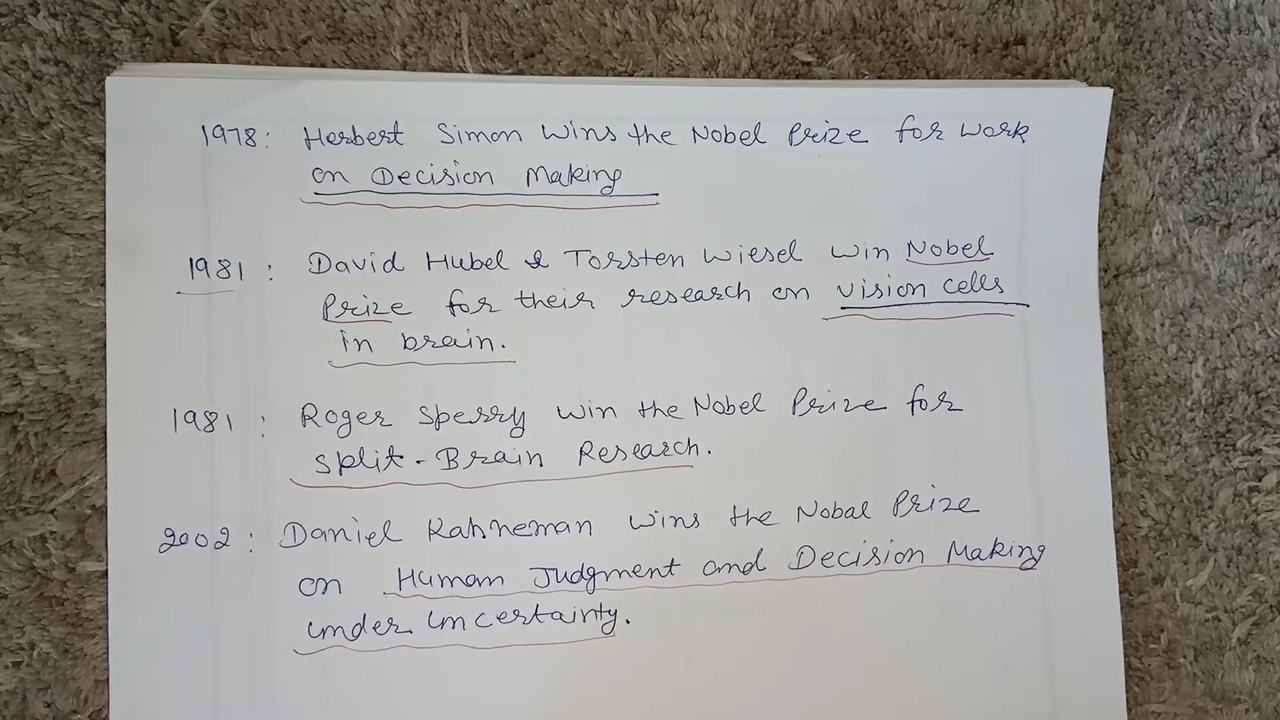 1978: Herbert Simon Wins the Nobel Prize for Work
on Decision Making
1981: David Hubel & Torsten Wiesel win Nobel
Prize for their research on vision cells
in brain.
1981: Roger Sperry win the Nobel Prize for
split-Brain Research.
2002: Daniel Kahneman wins the Nobal Prize
on Human Judgment and Decision Making
under uncertainty.